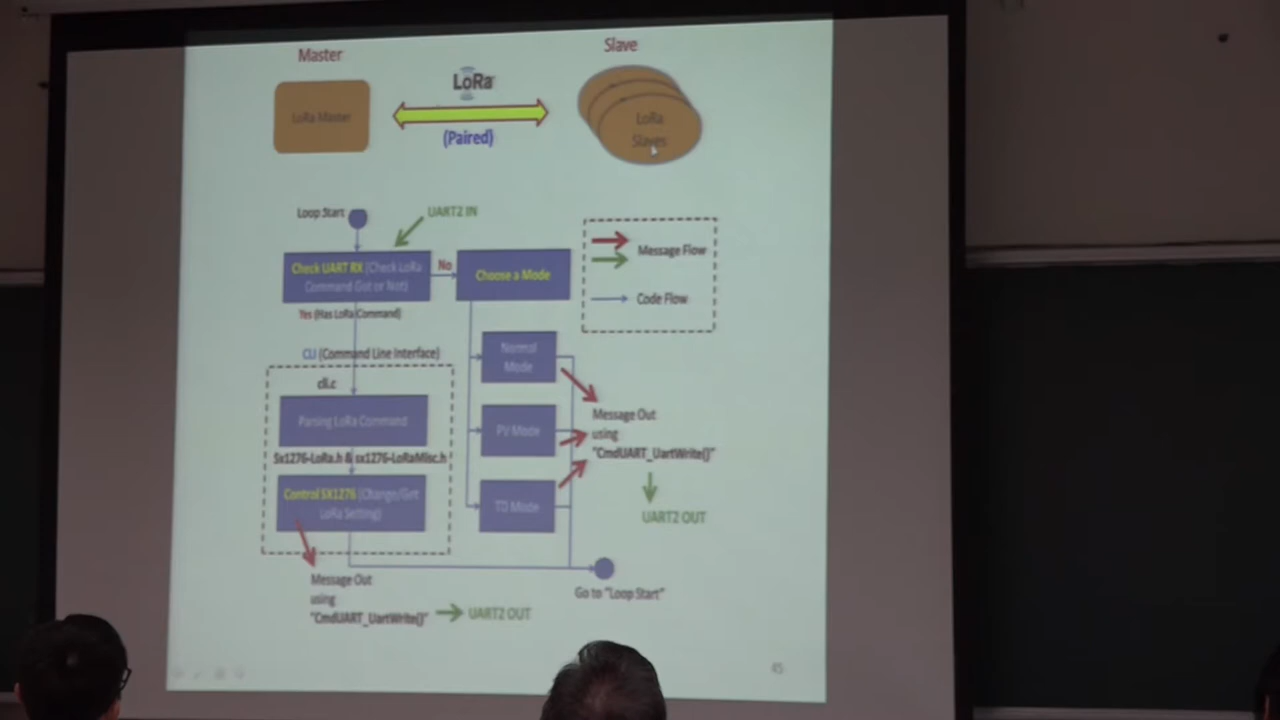 Master
Slave
LoRa Master
LoRa
(Paired)
LoRa
Slaves
Loop Start
UART2 IN
Check UART RX (Check LoRa
Command Got or Not)
No
Choose a Mode
Message Flow
Code Flow
Yes (Has LoRa Command)
CLI (Command Line Interface)
cli.c
Parsing LoRa Command
Sx1276-LoRa.h & sx1276-LoRaMisc.h
Control SX1276 (Change/Get
LoRa Setting)
Normal
Mode
PV Mode
TD Mode
Message Out
using
"CmdUART_UartWrite()"
UART2 OUT
Message Out
using
"CmdUART_UartWrite()"
UART2 OUT
Go to "Loop Start"
45